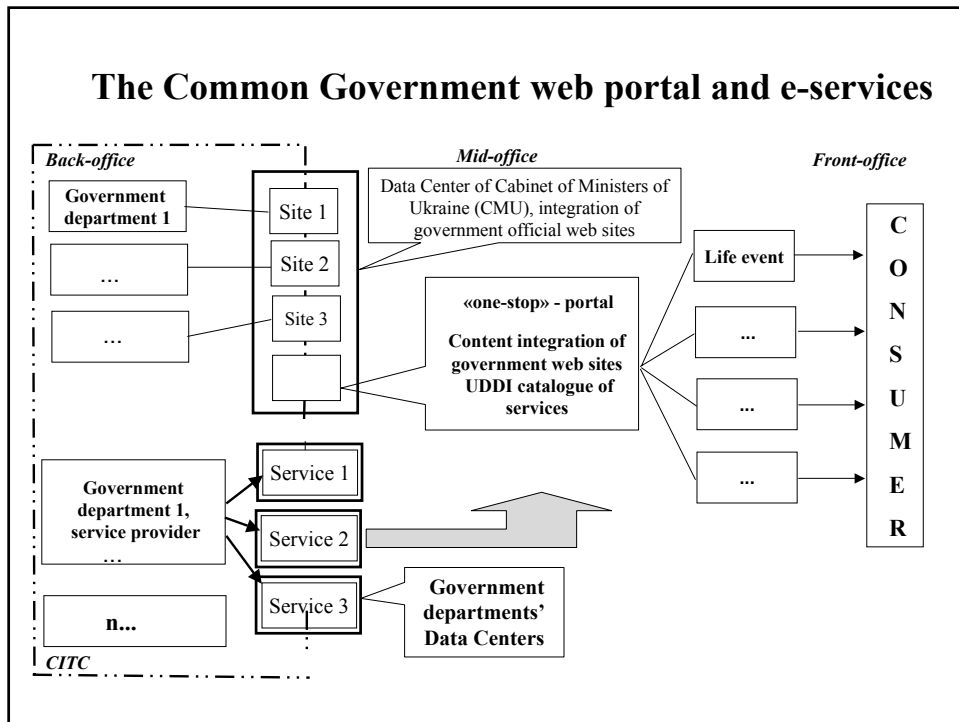 The Common Government web portal and e-services
Back-office
Mid-office
Front-office
Government
department 1
...
...
Site 1
Site 2
Site 3
Data Center of Cabinet of Ministers of
Ukraine (CMU), integration of
government official web sites
«one-stop» - portal
Content integration of
government web sites
UDDI catalogue of
services
Life event
...
...
...
C
O
N
S
U
M
E
R
Government
department 1,
service provider
...
n...
Service 1
Service 2
Service 3
Government
departments’
Data Centers
CITC